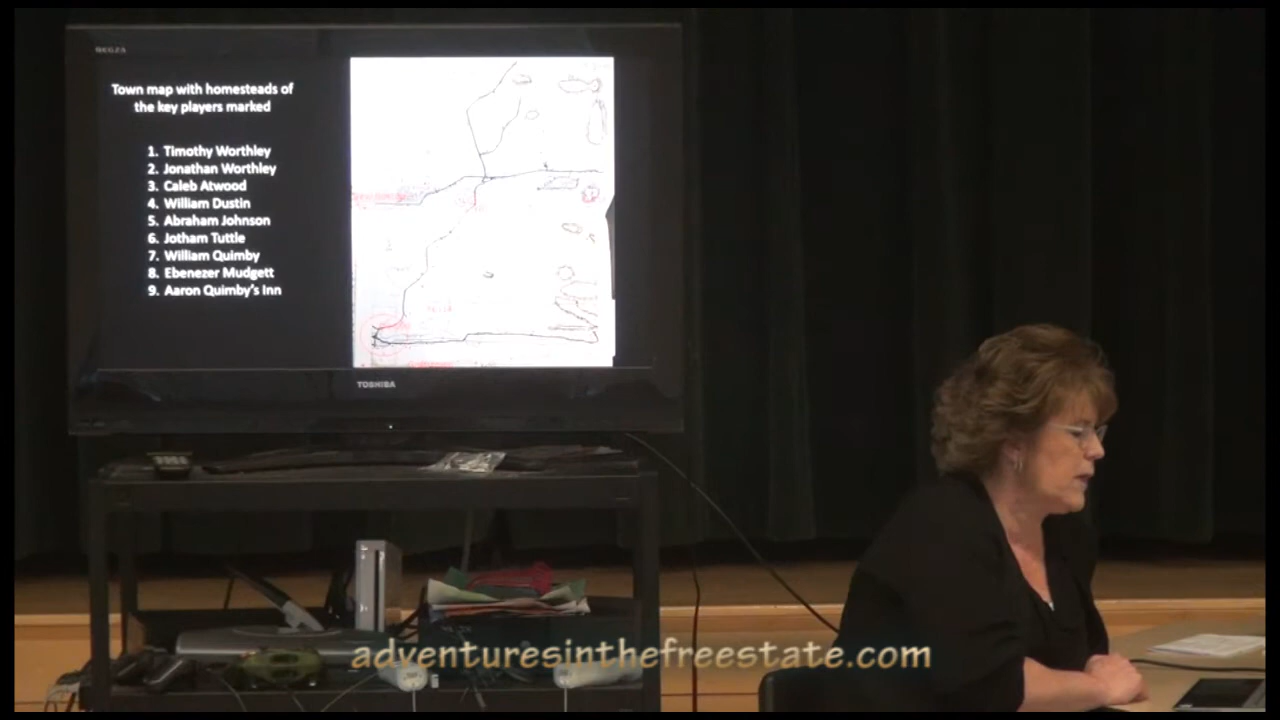 REGZA
Town map with homesteads of
the key players marked
1. Timothy Worthley
2. Jonathan Worthley
3. Caleb Atwood
4. William Dustin
5. Abraham Johnson
6. Jotham Tuttle
7. William Quimby
8. Ebenezer Mudgett
9. Aaron Quimby's Inn
TOSHIBA
adventuresinthefreestate.com